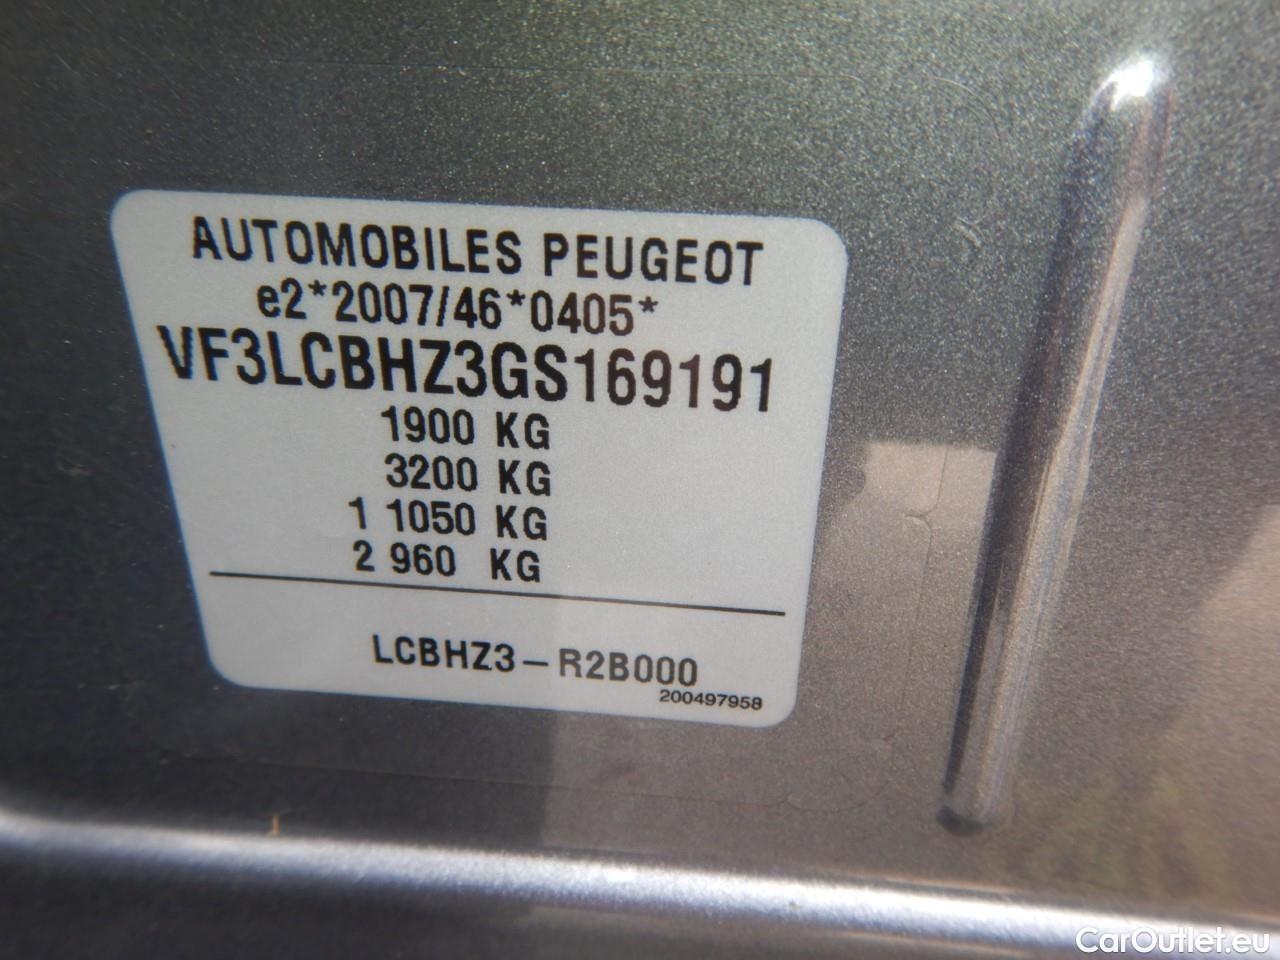 AUTOMOBILES PEUGEOT
e2*2007/46*0405*
VF3LCBHZ3GS169191
1900 KG
3200 KG
1 1050 KG
2 960 KG
LCBHZ3-R2B000
200497958
CarOutlet.eu